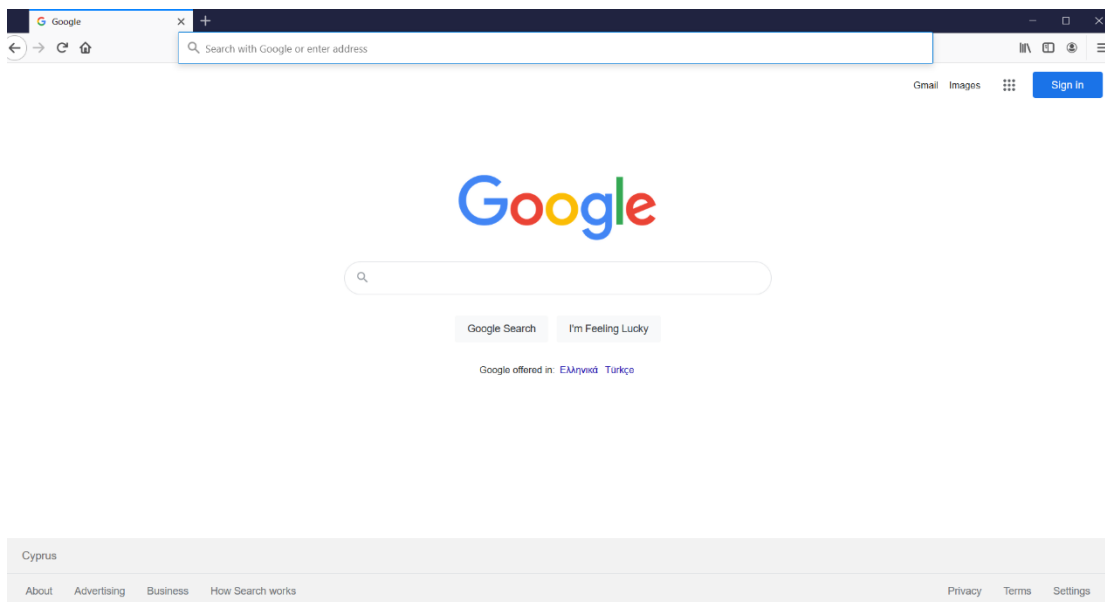 Google
Search with Google or enter address
Gmail Images
Sign in
Google
Google Search I'm Feeling Lucky
Google offered in: Ελληνικά Türkçe
Cyprus
About Advertising Business How Search works Privacy Terms Settings